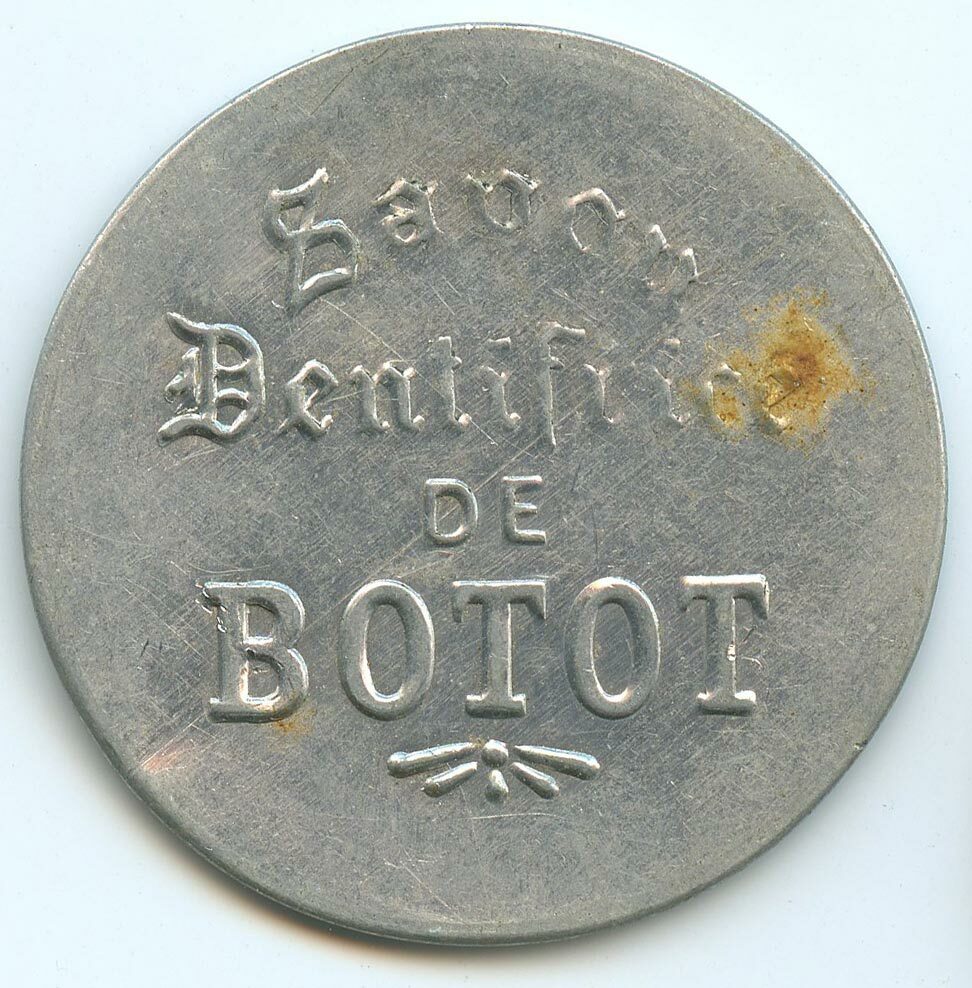 Savon
Dentifrice
DE
BOTOT